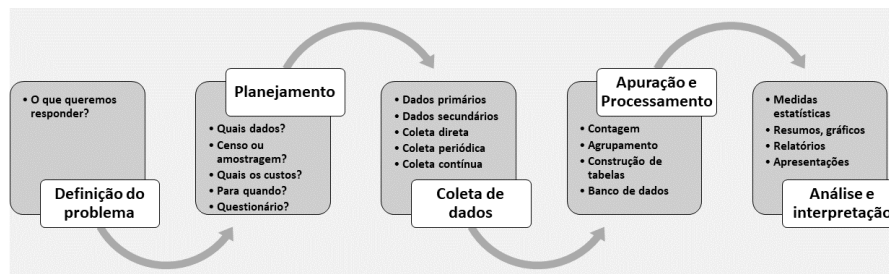 • O que queremos
responder?
Definição do
problema
Planejamento
• Quais dados?
• Censo ou
amostragem?
• Quais os custos?
• Para quando?
• Questionário?
• Dados primários
• Dados secundários
• Coleta direta
• Coleta periódica
• Coleta contínua
Coleta de
dados
Apuração e
Processamento
• Contagem
• Agrupamento
• Construção de
tabelas
• Banco de dados
• Medidas
estatísticas
• Resumos, gráficos
• Relatórios
• Apresentações
Análise e
interpretação